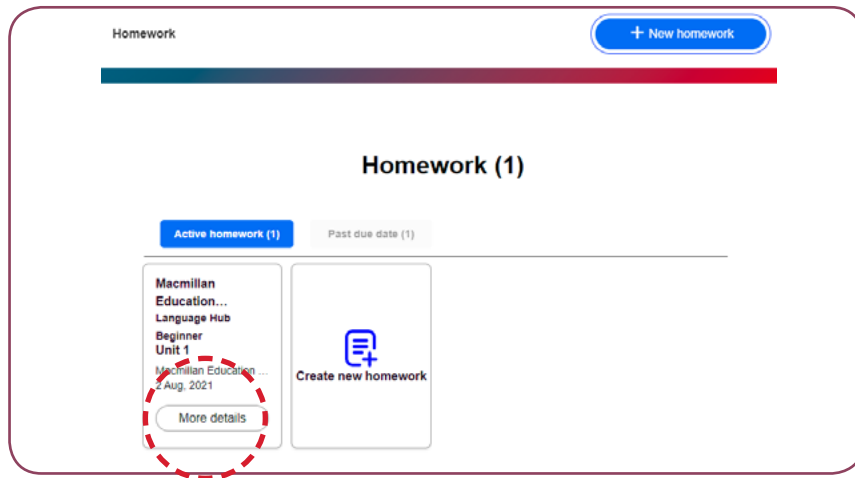 Homework
+ New homework
Homework (1)
Active homework (1)
Past due date (1)
Macmillan
Education...
Language Hub
Beginner
Unit 1
Macmillan Education ...
2 Aug, 2021
More details
Create new homework